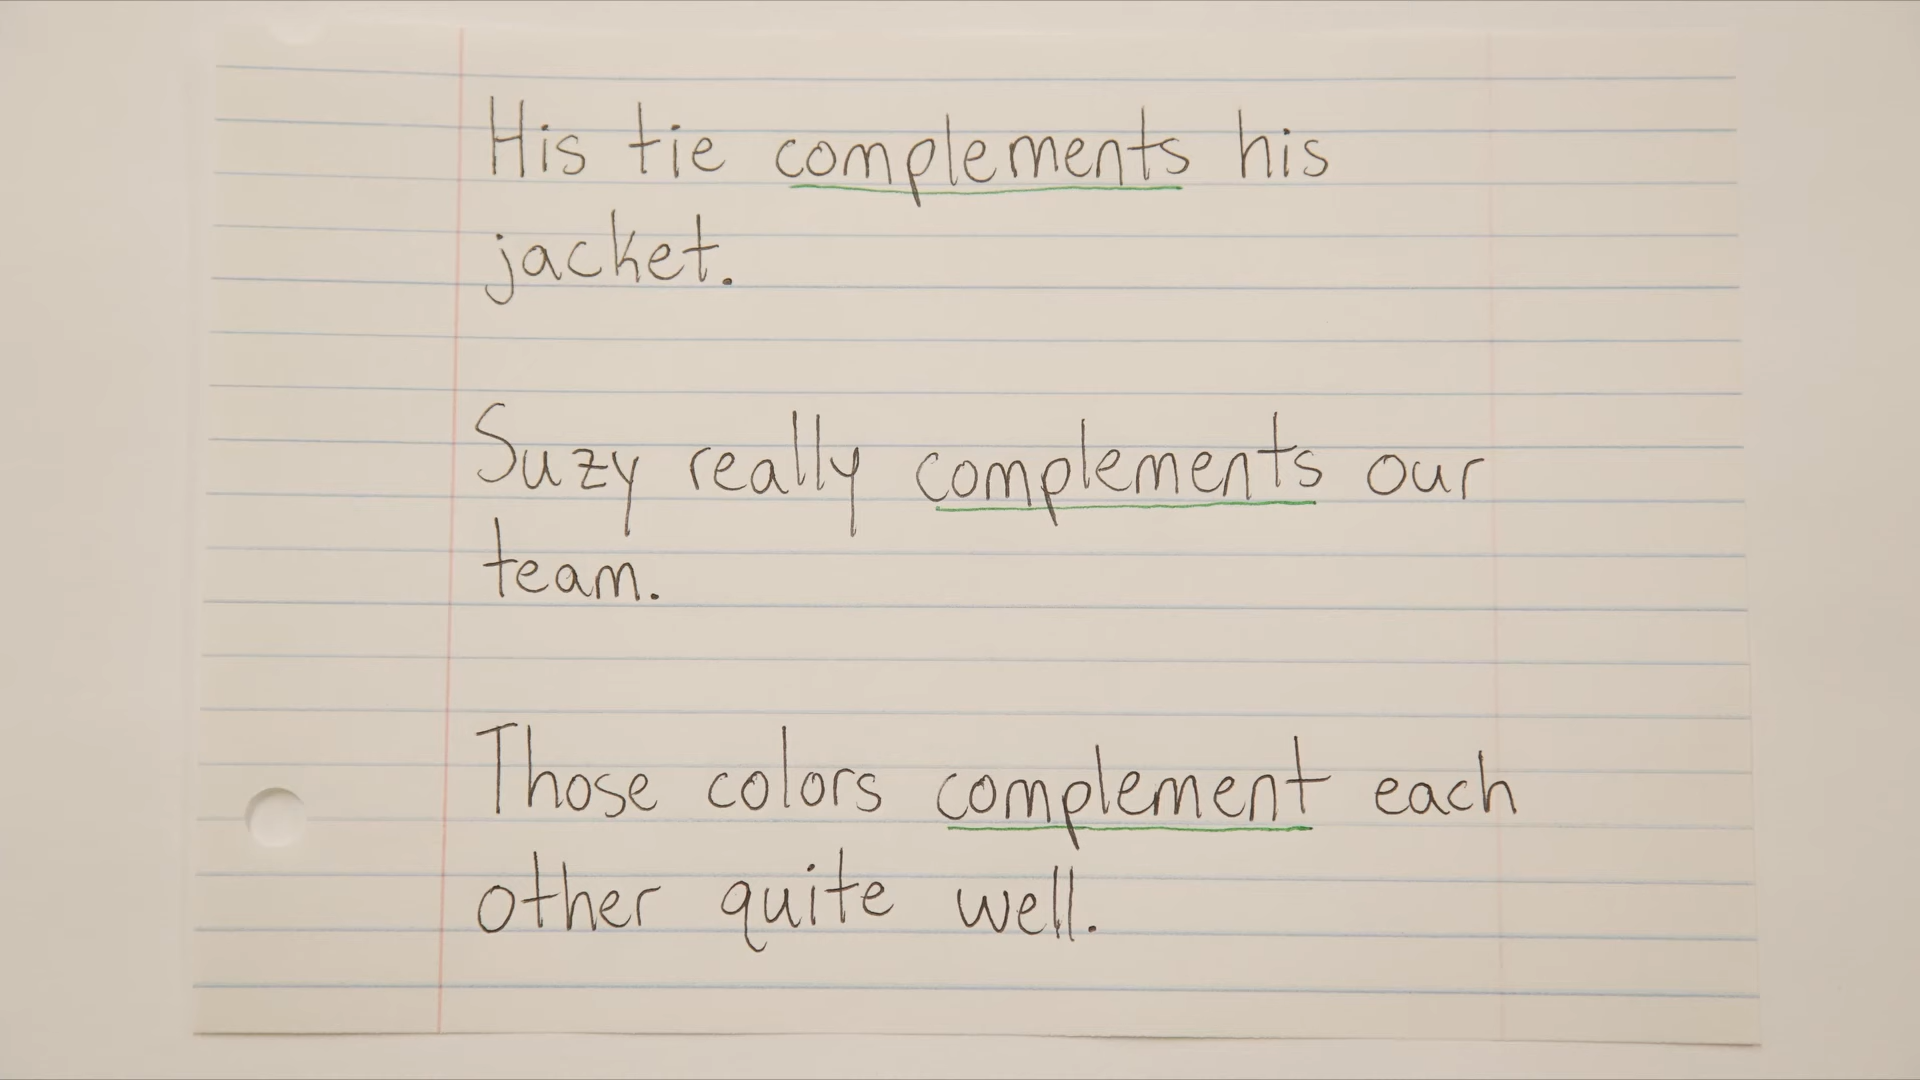 His tie complements his
jacket.
Suzy really complements our
team.
Those colors complement each
other quite well.